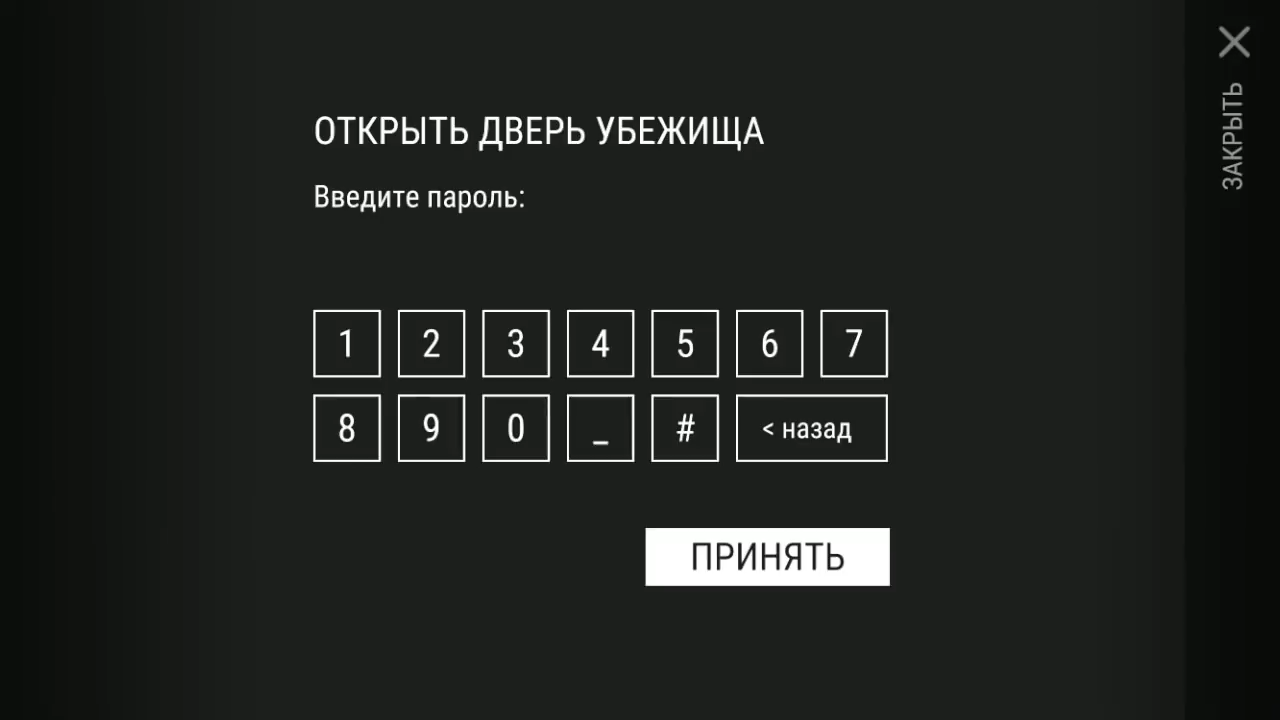 ОТКРЫТЬ ДВЕРЬ УБЕЖИЩА
Введите пароль:
1 2 3 4 5 6 7
8 9 0 _ # < назад
ПРИНЯТЬ
ЗАКРЫТЬ